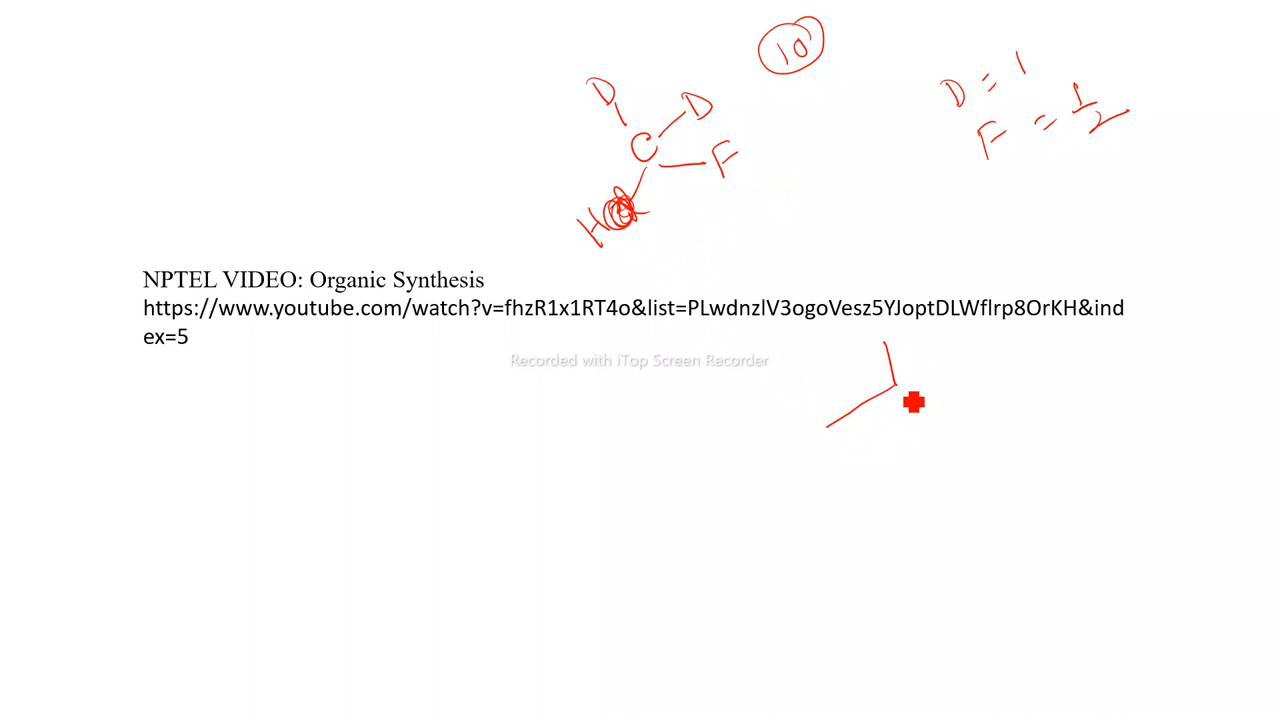 10
D
D
C
F
H
D = 1
F = 1/2
NPTEL VIDEO: Organic Synthesis
https://www.youtube.com/watch?v=fhzR1x1RT4o&list=PLwdnzlV3ogoVesz5YJoptDLWflrp8OrKH&ind
ex=5
Recorded with iTop Screen Recorder